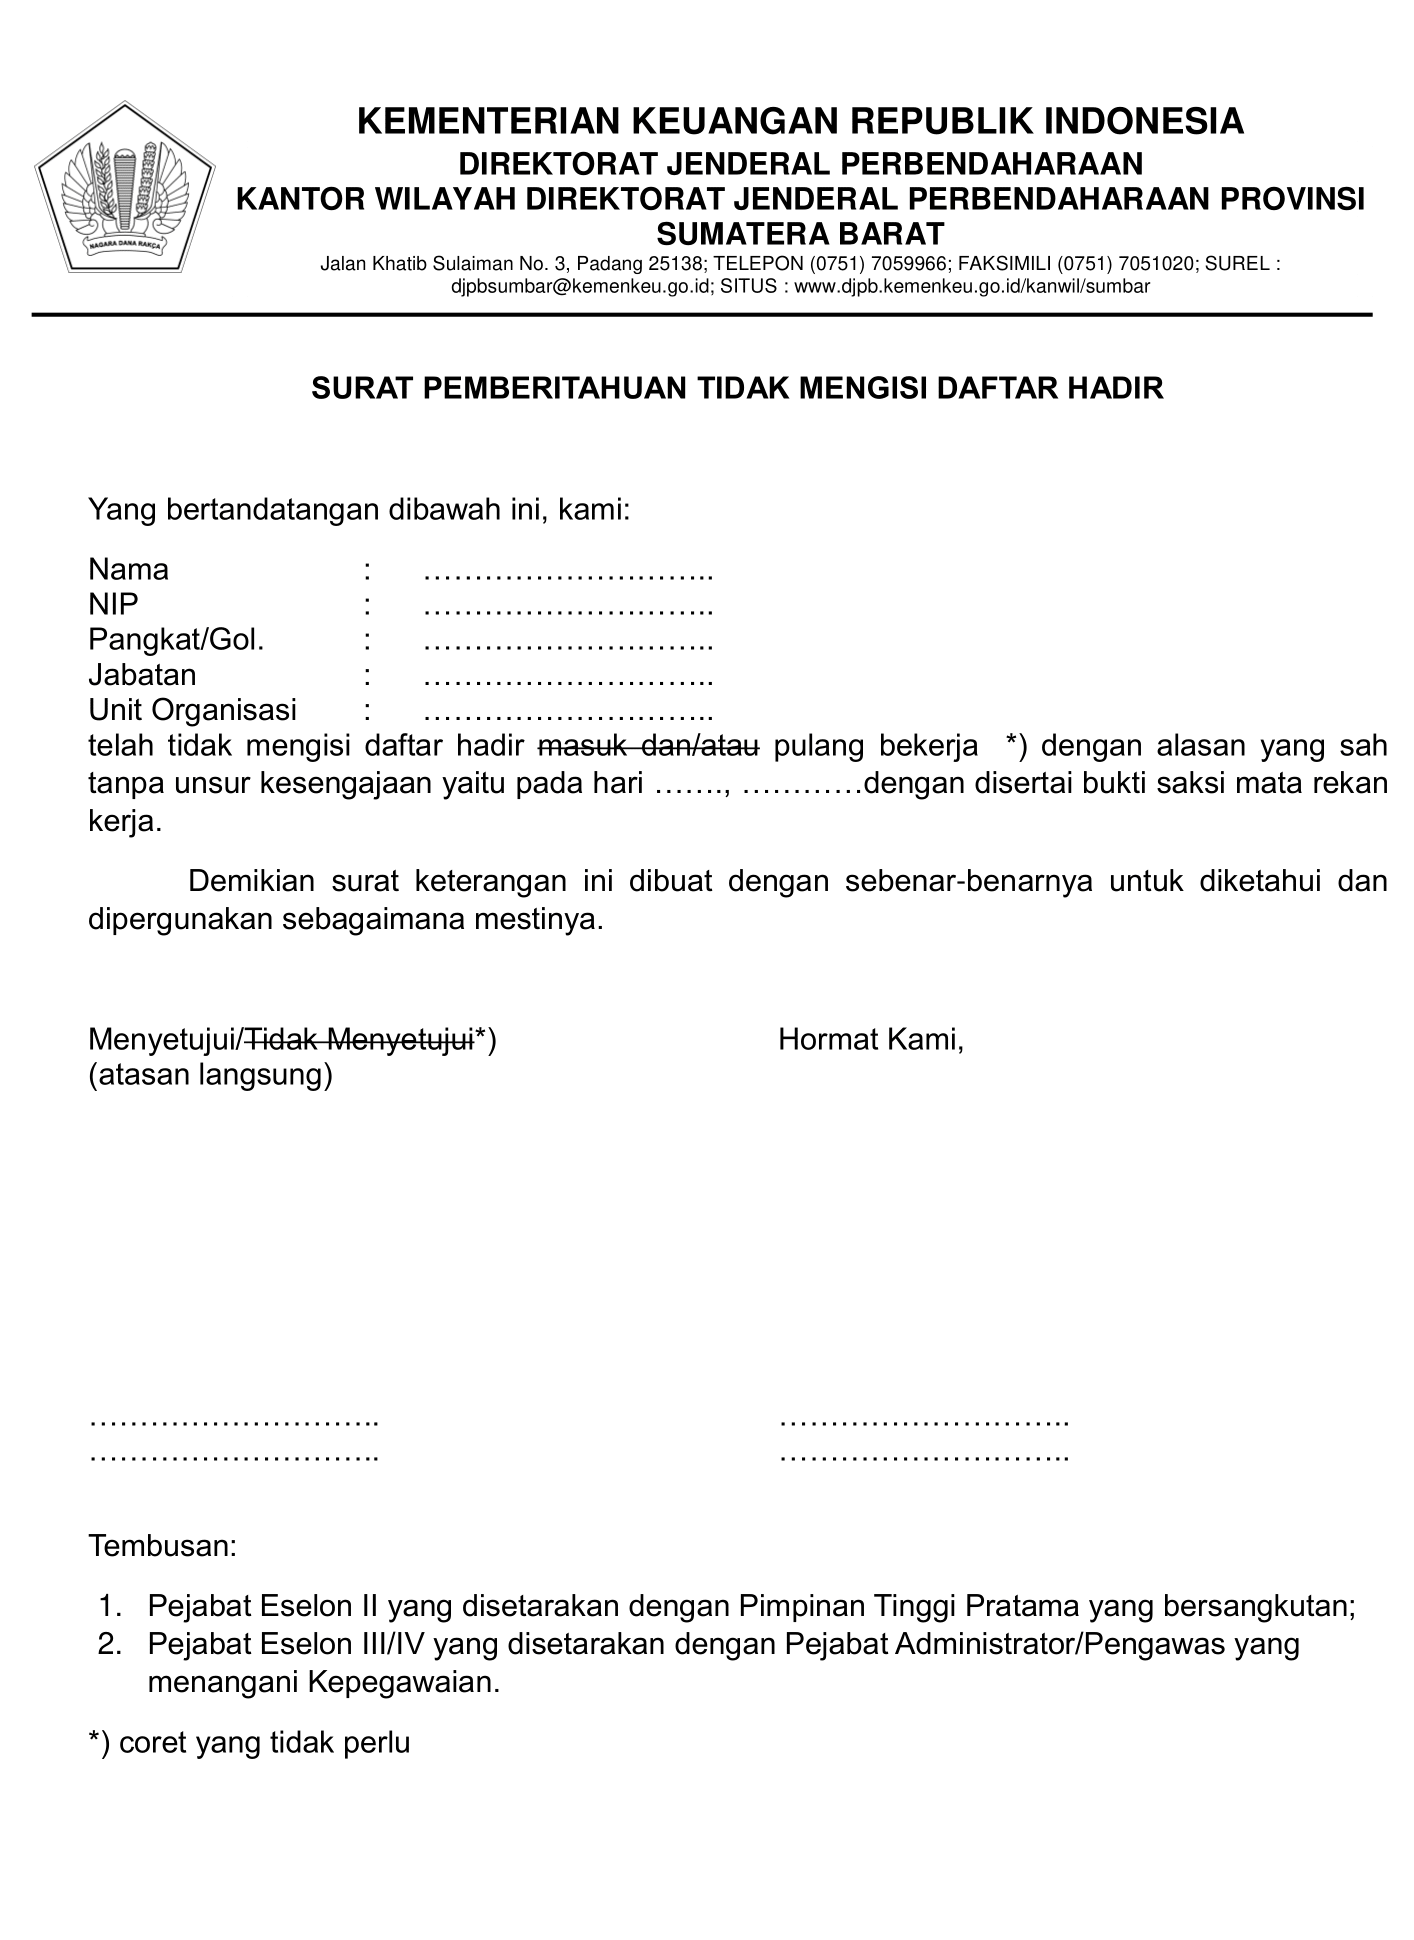 NAGARA DANA RAKÇA
KEMENTERIAN KEUANGAN REPUBLIK INDONESIA
DIREKTORAT JENDERAL PERBENDAHARAAN
KANTOR WILAYAH DIREKTORAT JENDERAL PERBENDAHARAAN PROVINSI
SUMATERA BARAT
Jalan Khatib Sulaiman No. 3, Padang 25138; TELEPON (0751) 7059966; FAKSIMILI (0751) 7051020; SUREL :
djpbsumbar@kemenkeu.go.id; SITUS : www.djpb.kemenkeu.go.id/kanwil/sumbar
SURAT PEMBERITAHUAN TIDAK MENGISI DAFTAR HADIR
Yang bertandatangan dibawah ini, kami:
Nama : ………………………..
NIP : ………………………..
Pangkat/Gol. : ………………………..
Jabatan : ………………………..
Unit Organisasi : ………………………..
telah tidak mengisi daftar hadir masuk dan/atau pulang bekerja *) dengan alasan yang sah
tanpa unsur kesengajaan yaitu pada hari ……., …………dengan disertai bukti saksi mata rekan
kerja.
Demikian surat keterangan ini dibuat dengan sebenar-benarnya untuk diketahui dan
dipergunakan sebagaimana mestinya.
Menyetujui/Tidak Menyetujui*) Hormat Kami,
(atasan langsung)
……………………….. ………………………..
……………………….. ………………………..
Tembusan:
1. Pejabat Eselon II yang disetarakan dengan Pimpinan Tinggi Pratama yang bersangkutan;
2. Pejabat Eselon III/IV yang disetarakan dengan Pejabat Administrator/Pengawas yang
menangani Kepegawaian.
*) coret yang tidak perlu